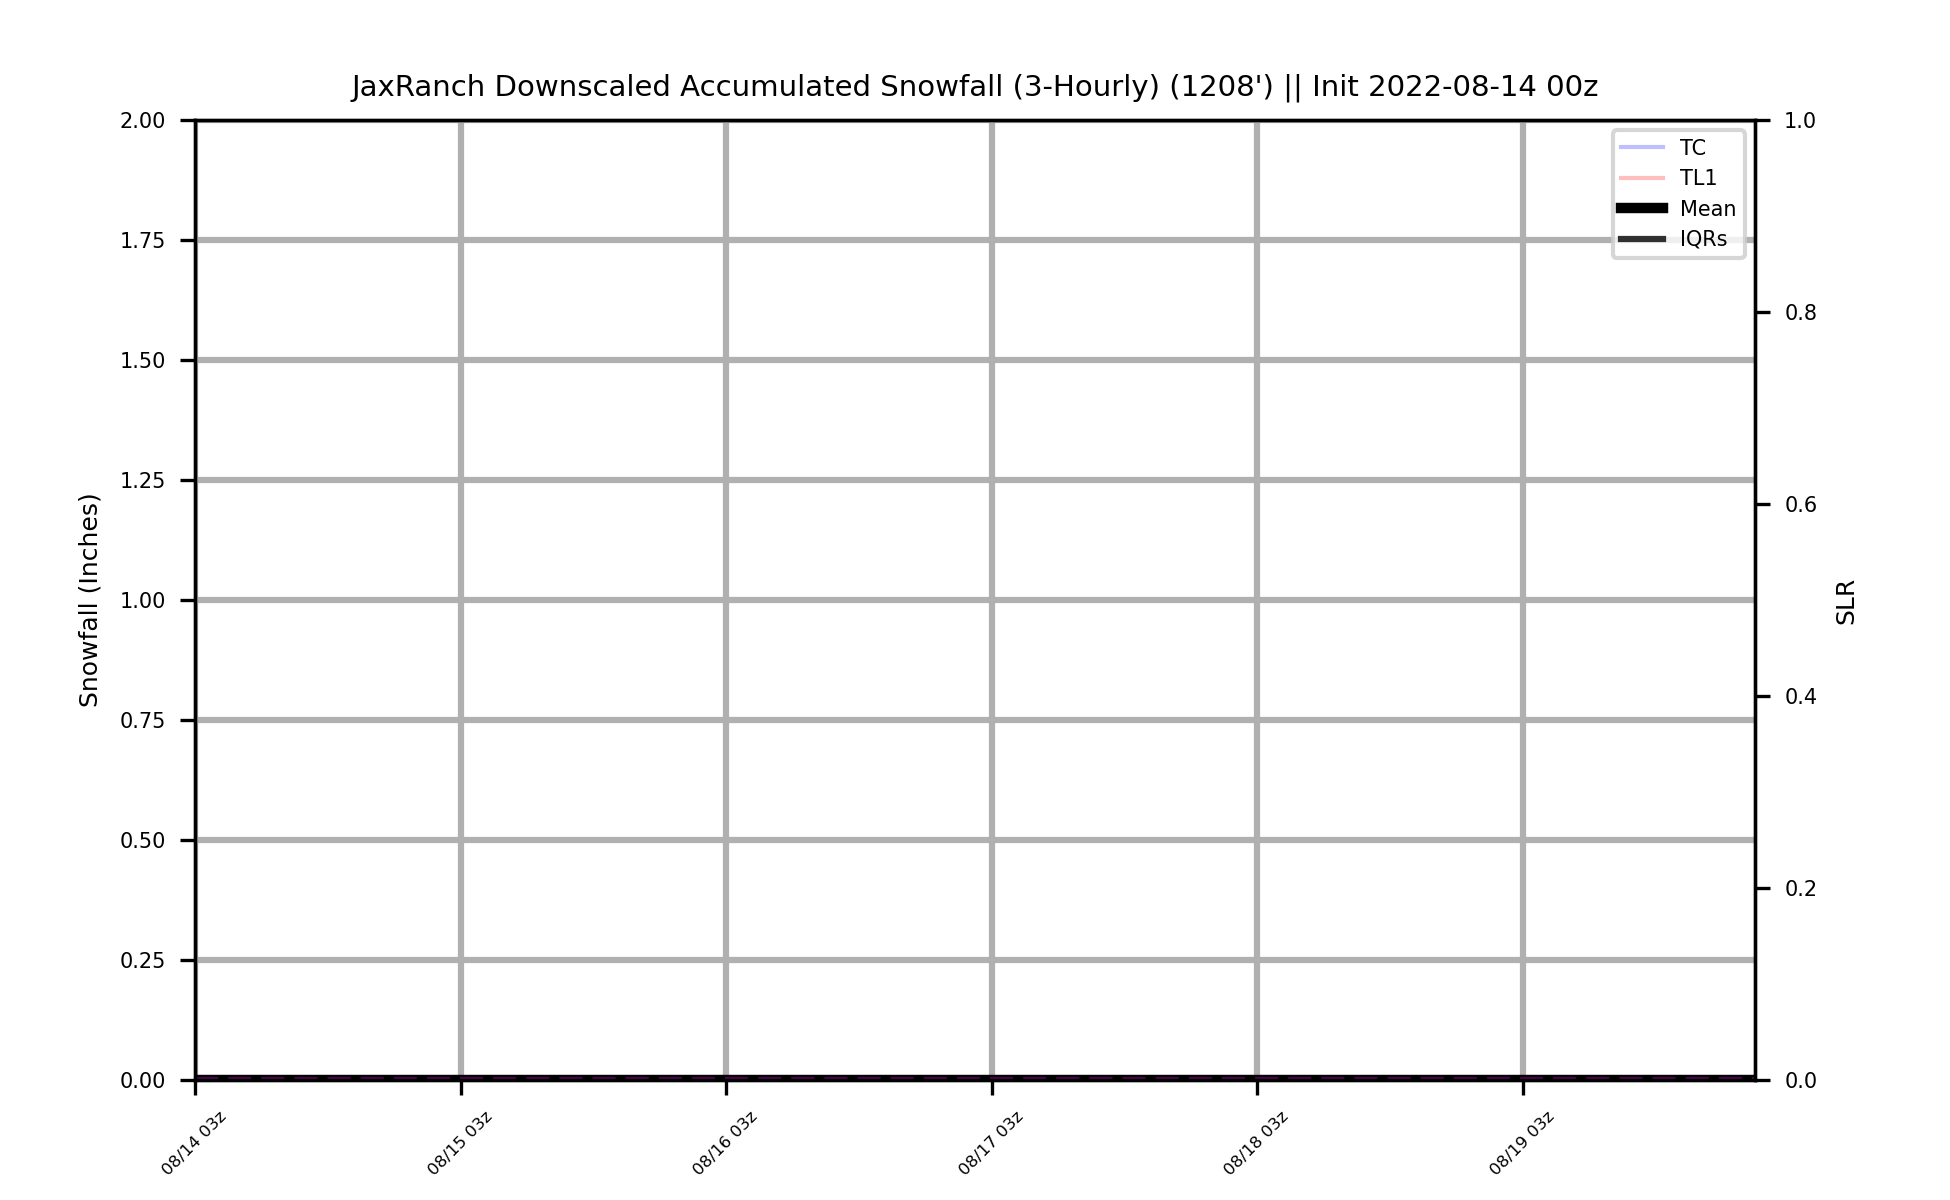 JaxRanch Downscaled Accumulated Snowfall (3-Hourly) (1208') || Init 2022-08-14 00z
TC
TL1
Mean
IQRs
Snowfall (Inches)
2.00
1.75
1.50
1.25
1.00
0.75
0.50
0.25
0.00
1.0
0.8
0.6
0.4
0.2
0.0
SLR
08/14 03z
08/15 03z
08/16 03z
08/17 03z
08/18 03z
08/19 03z